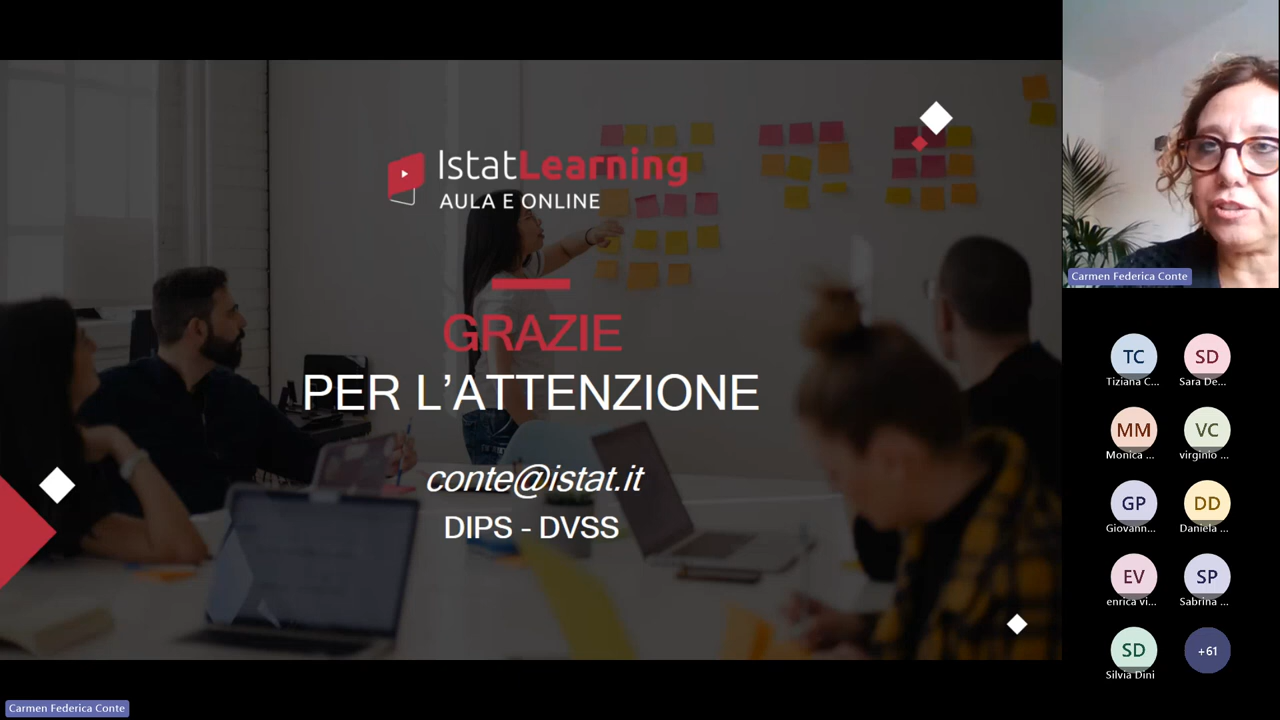 IstatLearning
AULA E ONLINE
GRAZIE
PER L'ATTENZIONE
conte@istat.it
DIPS - DVSS
Carmen Federica Conte
TC
Tiziana C...
SD
Sara De...
MM
Monica ...
VC
virginio ...
GP
Giovann...
DD
Daniela ...
EV
enrica vi...
SP
Sabrina ...
SD
Silvia Dini
+61
Carmen Federica Conte